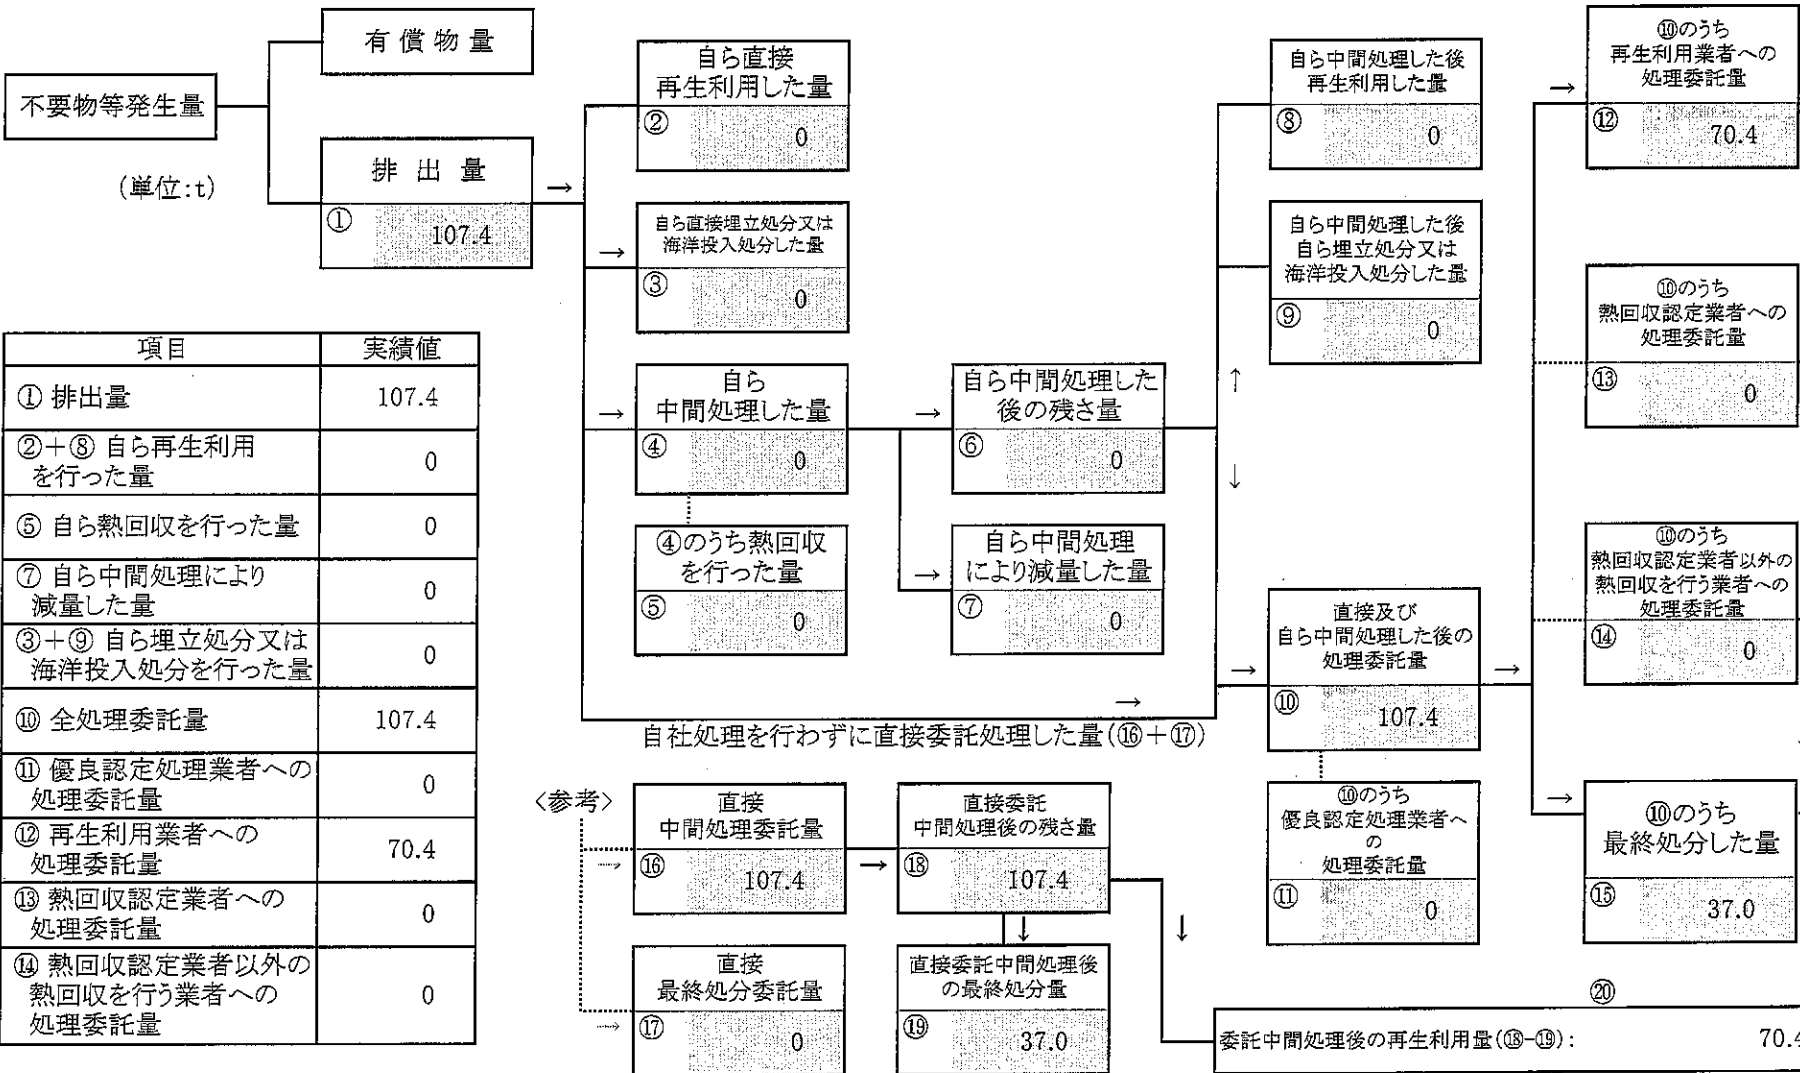 不要物等発生量
(単位:t)
有償物量
排出量
①
107.4
→
自ら直接
再生利用した量
②
0
→
自ら直接埋立処分又は
海洋投入処分した量
③
0
→
自ら
中間処理した量
④
0
④のうち熱回収
を行った量
⑤
0
→
自ら中間処理した
後の残さ量
⑥
0
→
自ら中間処理
により減量した量
⑦
0
↑
↓
自ら中間処理した後
再生利用した量
⑧
0
自ら中間処理した後
自ら埋立処分又は
海洋投入処分した量
⑨
0
→
自社処理を行わずに直接委託処理した量(⑯+⑰)
→
直接及び
自ら中間処理した後の
処理委託量
⑩
107.4
→
⑩のうち
優良認定処理業者へ
の
処理委託量
⑪
0
→
⑩のうち
再生利用業者への
処理委託量
⑫
70.4
⑩のうち
熱回収認定業者への
処理委託量
⑬
0
⑩のうち
熱回収認定業者以外の
熱回収を行う業者への
処理委託量
⑭
0
→
⑩のうち
最終処分した量
⑮
37.0
項目 実績値
① 排出量 107.4
②+⑧ 自ら再生利用
を行った量 0
⑤ 自ら熱回収を行った量 0
⑦ 自ら中間処理により
減量した量 0
③+⑨ 自ら埋立処分又は
海洋投入処分を行った量 0
⑩ 全処理委託量 107.4
⑪ 優良認定処理業者への
処理委託量 0
⑫ 再生利用業者への
処理委託量 70.4
⑬ 熱回収認定業者への
処理委託量 0
⑭ 熱回収認定業者以外の
熱回収を行う業者への
処理委託量 0
〈参考〉
→
直接
中間処理委託量
⑯
107.4
→
直接委託
中間処理後の残さ量
⑱
107.4
↓
↓
→
直接
最終処分委託量
⑰
0
直接委託中間処理後
の最終処分量
⑲
37.0
⑳
委託中間処理後の再生利用量(⑱-⑲): 70.4